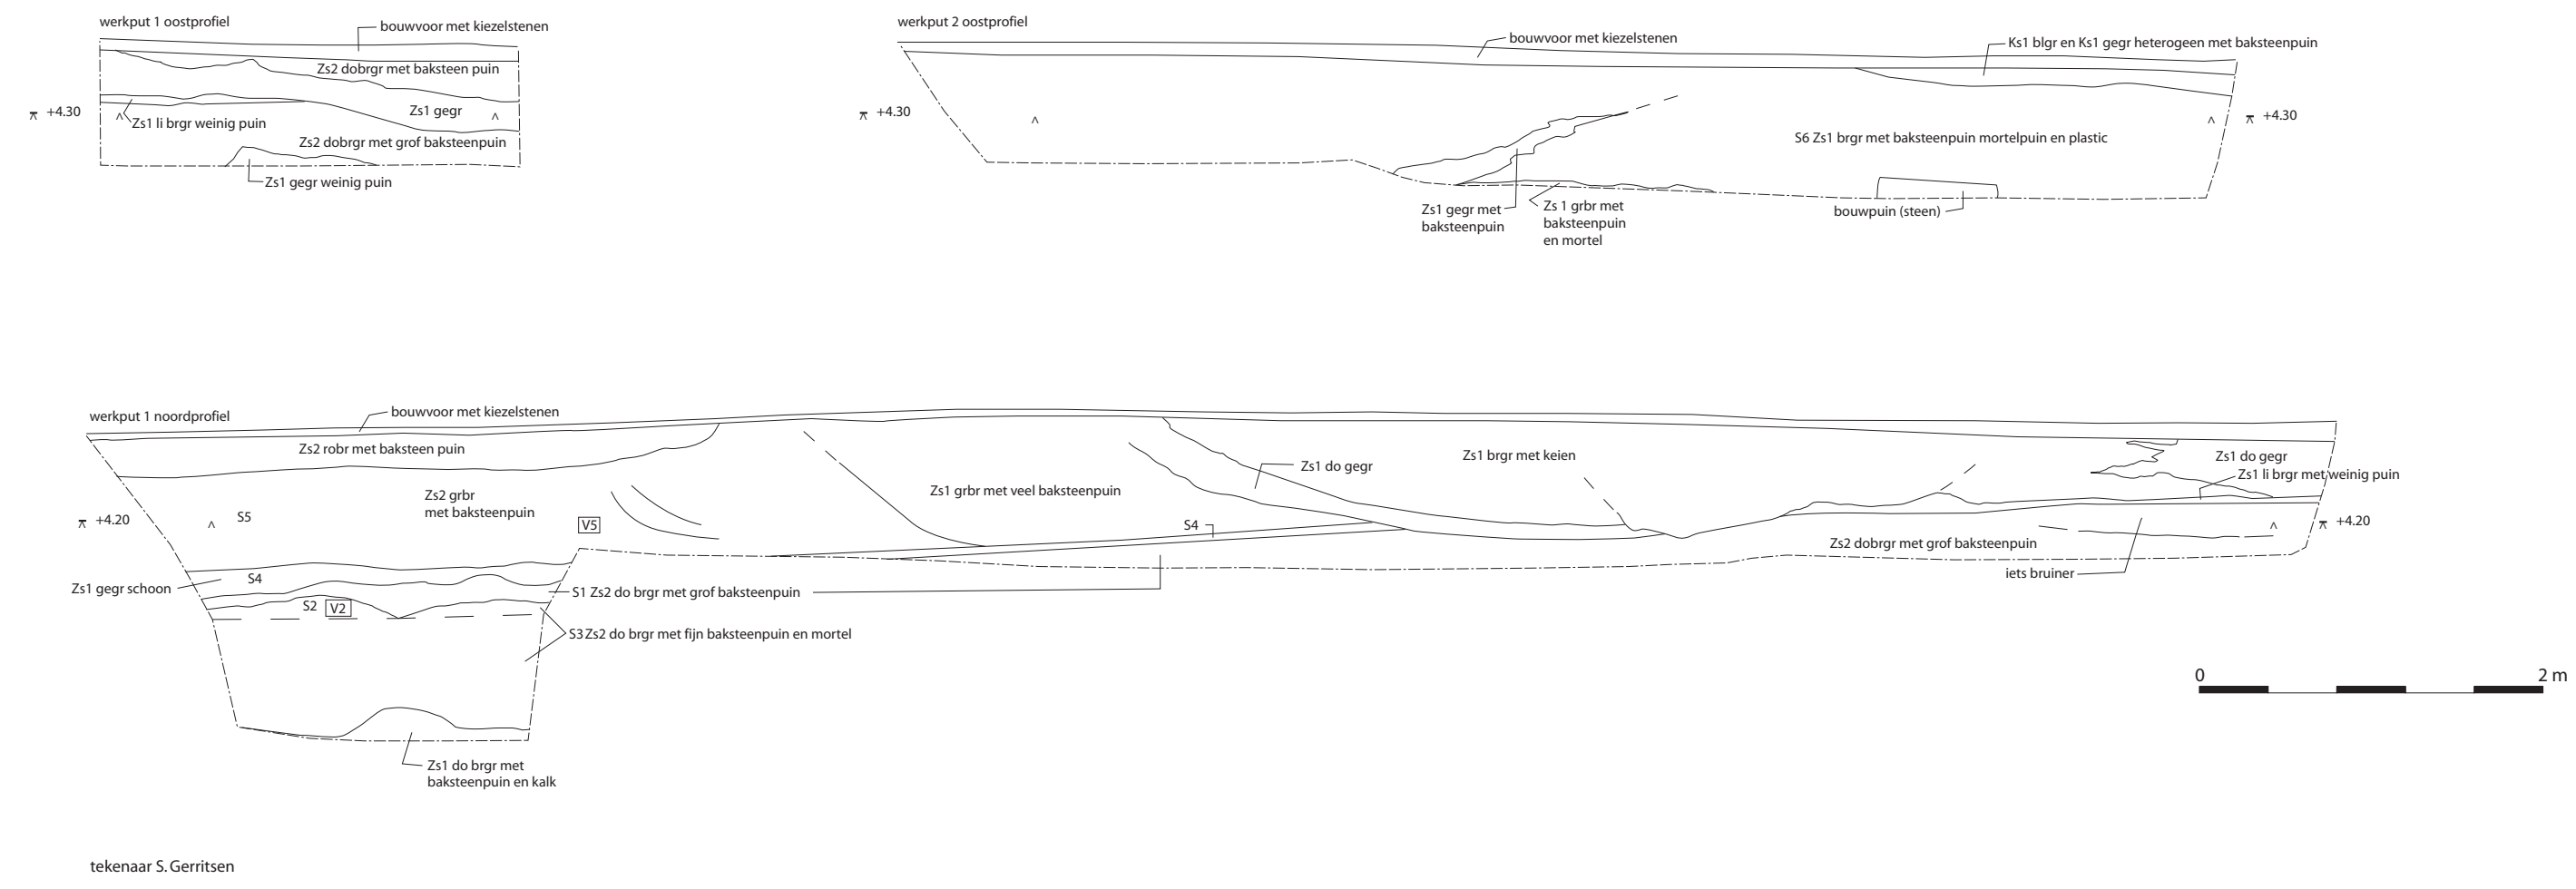 werkput 1 oostprofiel
bouwvoor met kiezelstenen
Zs2 dobrgr met baksteen puin
Zs1 gegr
+4.30
Zs1 li brgr weinig puin
Zs2 dobrgr met grof baksteenpuin
Zs1 gegr weinig puin
werkput 2 oostprofiel
bouwvoor met kiezelstenen
Ks1 blgr en Ks1 gegr heterogeen met baksteenpuin
+4.30
+4.30
S6 Zs1 brgr met baksteenpuin mortelpuin en plastic
Zs1 gegr met
baksteenpuin
Zs 1 grbr met
baksteenpuin
en mortel
bouwpuin (steen)
werkput 1 noordprofiel
bouwvoor met kiezelstenen
Zs2 robr met baksteen puin
Zs1 brgr met keien
Zs1 do gegr
Zs1 do gegr
Zs1 li brgr met weinig puin
Zs2 grbr
met baksteenpuin
Zs1 grbr met veel baksteenpuin
+4.20
S5
V5
S4
+4.20
Zs2 dobrgr met grof baksteenpuin
iets bruiner
Zs1 gegr schoon
S4
S1 Zs2 do brgr met grof baksteenpuin
S2
V2
S3 Zs2 do brgr met fijn baksteenpuin en mortel
0
2 m
Zs1 do brgr met
baksteenpuin en kalk
tekenaar S. Gerritsen